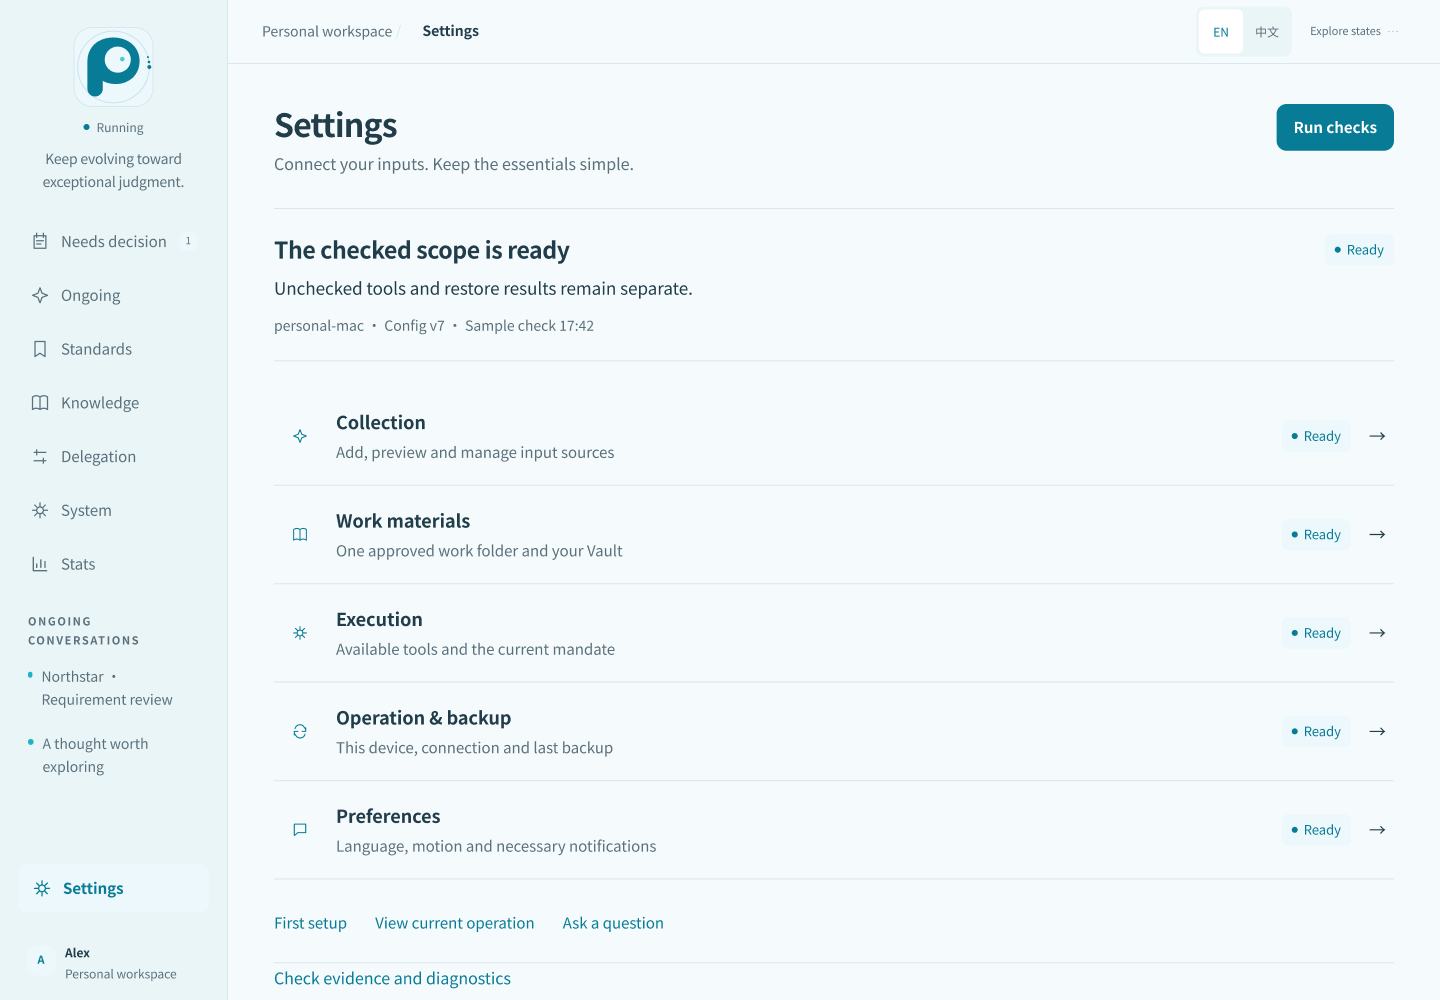 Running
Keep evolving toward
exceptional judgment.
Needs decision 1
Ongoing
Standards
Knowledge
Delegation
System
Stats
ONGOING
CONVERSATIONS
Northstar •
Requirement review
A thought worth
exploring
Settings
A
Alex
Personal workspace
Personal workspace / Settings
EN 中文 Explore states ···
Settings
Run checks
Connect your inputs. Keep the essentials simple.
The checked scope is ready
Ready
Unchecked tools and restore results remain separate.
personal-mac • Config v7 • Sample check 17:42
Collection
Add, preview and manage input sources
Ready →
Work materials
One approved work folder and your Vault
Ready →
Execution
Available tools and the current mandate
Ready →
Operation & backup
This device, connection and last backup
Ready →
Preferences
Language, motion and necessary notifications
Ready →
First setup View current operation Ask a question
Check evidence and diagnostics